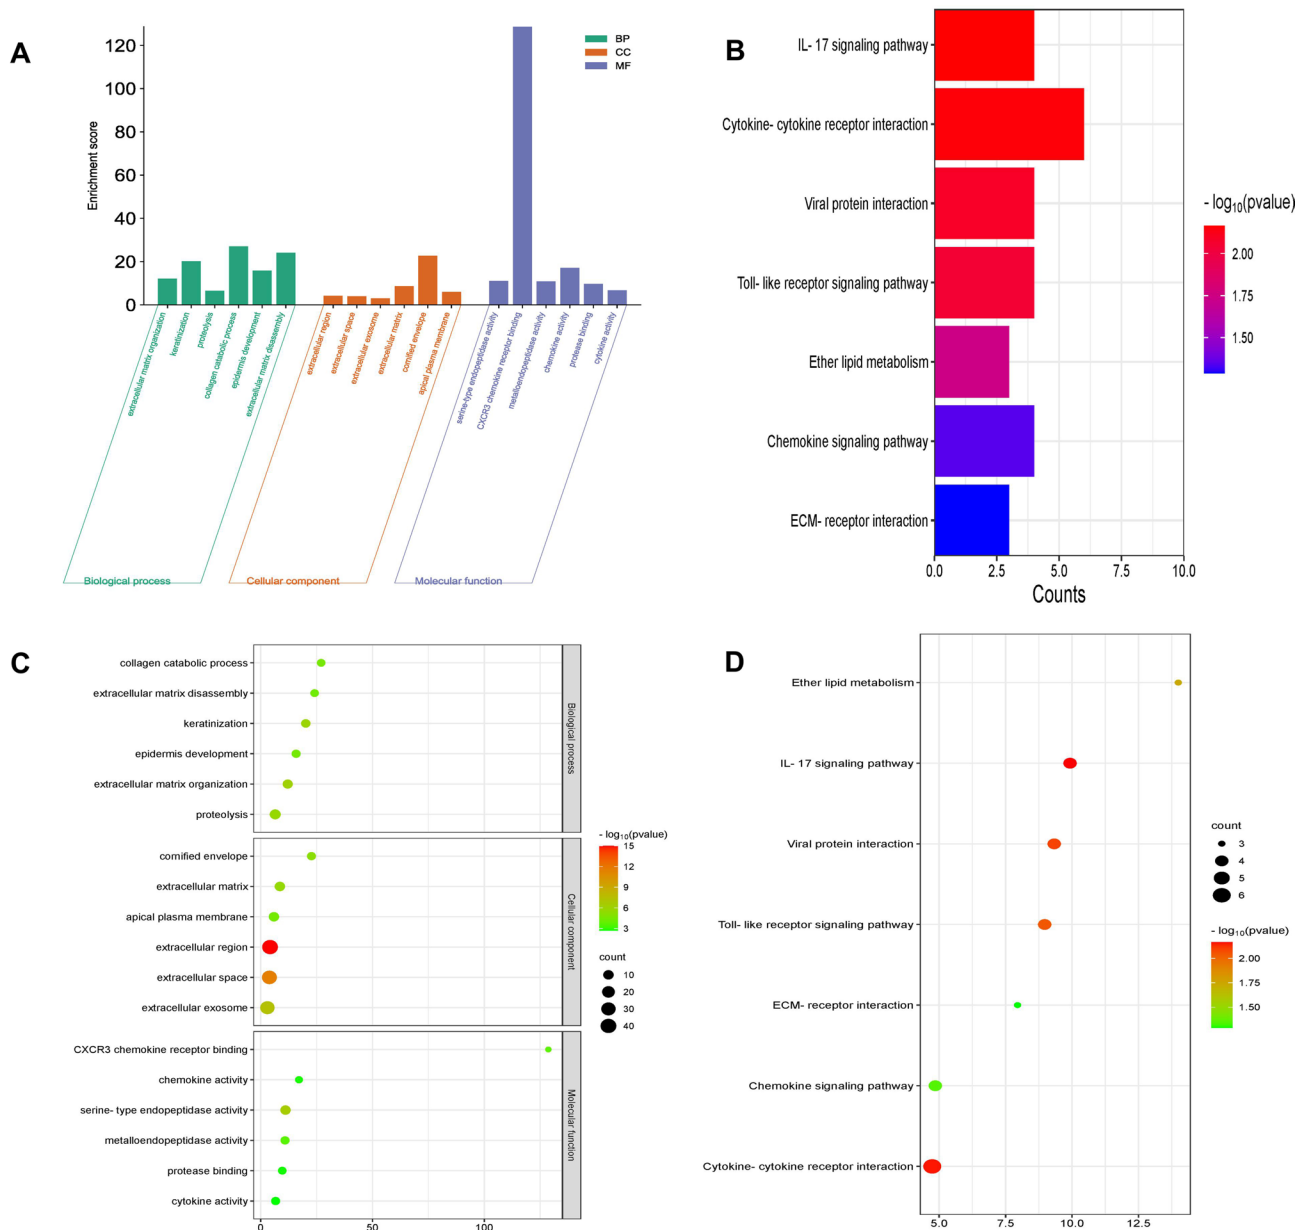 A
Enrichment score
120
100
80
60
40
20
0
BP
CC
MF
extracellular matrix organization
keratinization
proteolysis
collagen catabolic process
epidermis development
extracellular matrix disassembly
extracellular region
extracellular space
extracellular exosome
extracellular matrix
cornified envelope
apical plasma membrane
serine-type endopeptidase activity
CXCR3 chemokine receptor binding
metalloendopeptidase activity
chemokine activity
protease binding
cytokine activity
Biological process
Cellular component
Molecular function
B
IL- 17 signaling pathway
Cytokine- cytokine receptor interaction
Viral protein interaction
Toll- like receptor signaling pathway
Ether lipid metabolism
Chemokine signaling pathway
ECM- receptor interaction
0.0 2.5 5.0 7.5 10.0
Counts
- log10(pvalue)
2.00
1.75
1.50
C
collagen catabolic process
extracellular matrix disassembly
keratinization
epidermis development
extracellular matrix organization
proteolysis
Biological process
cornified envelope
extracellular matrix
apical plasma membrane
extracellular region
extracellular space
extracellular exosome
Cellular component
CXCR3 chemokine receptor binding
chemokine activity
serine- type endopeptidase activity
metalloendopeptidase activity
protease binding
cytokine activity
Molecular function
0 50 100
- log10(pvalue)
15
12
9
6
3
count
10
20
30
40
D
Ether lipid metabolism
IL- 17 signaling pathway
Viral protein interaction
Toll- like receptor signaling pathway
ECM- receptor interaction
Chemokine signaling pathway
Cytokine- cytokine receptor interaction
5.0 7.5 10.0 12.5
count
3
4
5
6
- log10(pvalue)
2.00
1.75
1.50